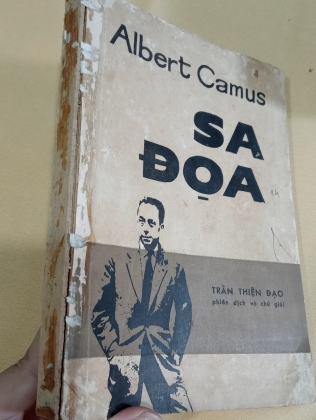 Albert Camus
SA
ĐỌA
TRẦN THIỆN ĐẠO
phiên dịch và chú giải